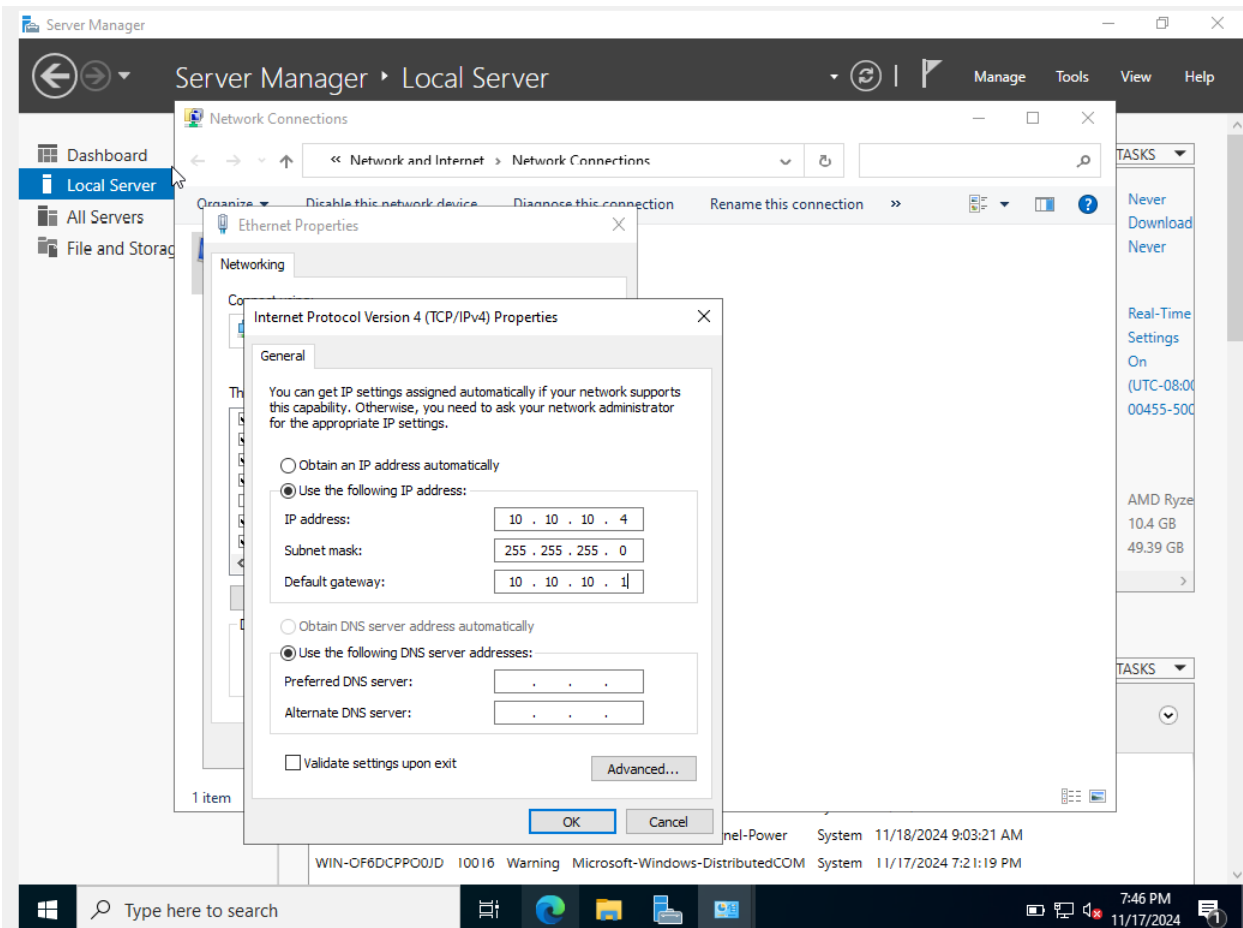 Server Manager
Server Manager • Local Server
Manage Tools View Help
Dashboard
Local Server
All Servers
File and Storag
Network Connections
« Network and Internet › Network Connections
Organize Disable this network device Diagnose this connection Rename this connection »
Ethernet Properties
Networking
Internet Protocol Version 4 (TCP/IPv4) Properties
General
You can get IP settings assigned automatically if your network supports
this capability. Otherwise, you need to ask your network administrator
for the appropriate IP settings.
Obtain an IP address automatically
Use the following IP address:
IP address: 10 . 10 . 10 . 4
Subnet mask: 255 . 255 . 255 . 0
Default gateway: 10 . 10 . 10 . 1
Obtain DNS server address automatically
Use the following DNS server addresses:
Preferred DNS server: . . .
Alternate DNS server: . . .
Validate settings upon exit
Advanced...
OK Cancel
1 item
TASKS
Never
Download
Never
Real-Time
Settings
On
(UTC-08:00
00455-500
AMD Ryze
10.4 GB
49.39 GB
TASKS
nel-Power System 11/18/2024 9:03:21 AM
WIN-OF6DCPPO0JD 10016 Warning Microsoft-Windows-DistributedCOM System 11/17/2024 7:21:19 PM
Type here to search
7:46 PM
11/17/2024
1